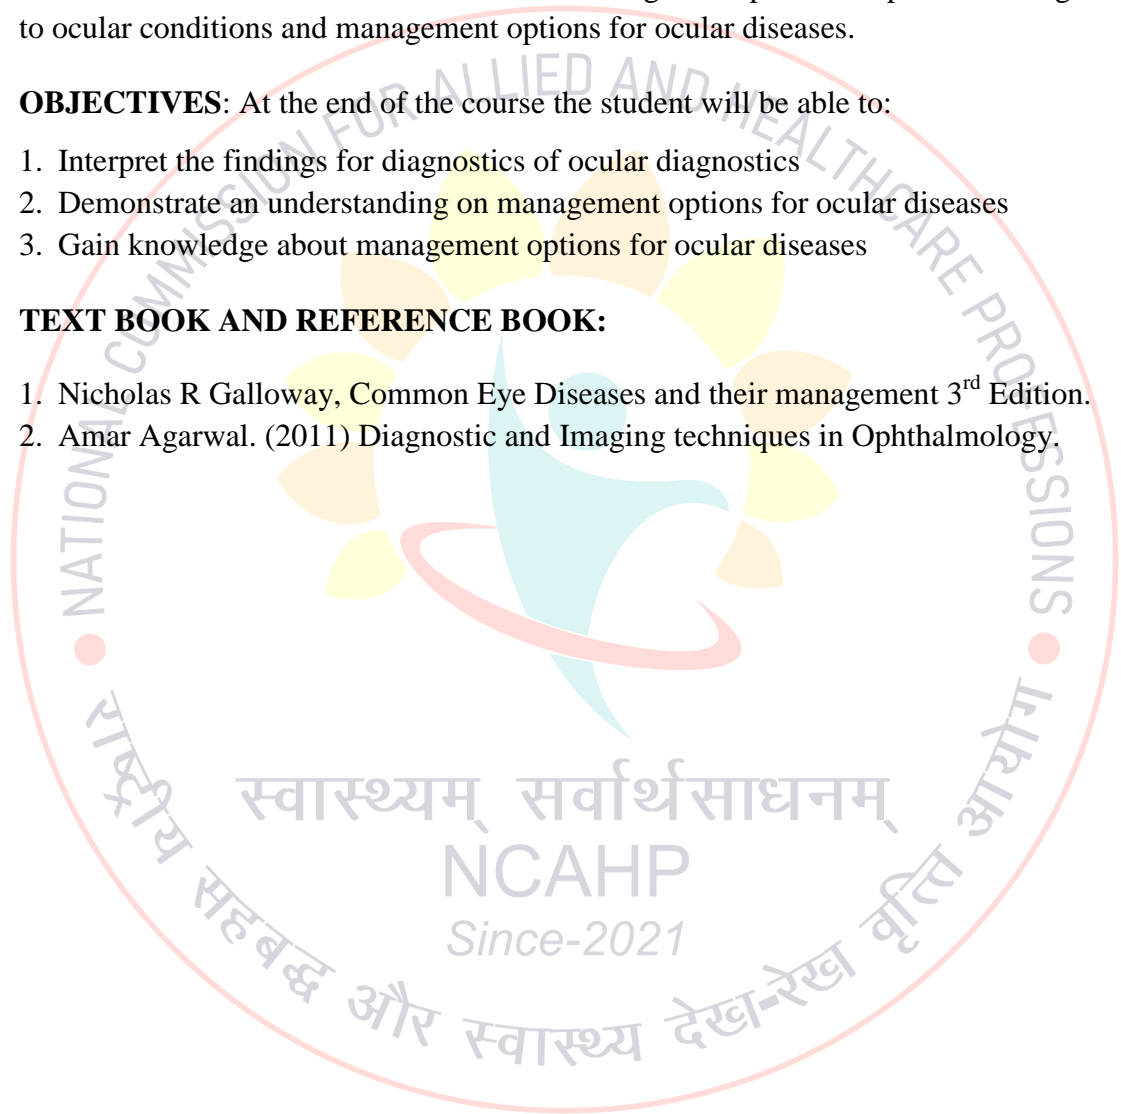 to ocular conditions and management options for ocular diseases.
OBJECTIVES: At the end of the course the student will be able to:
1. Interpret the findings for diagnostics of ocular diagnostics
2. Demonstrate an understanding on management options for ocular diseases
3. Gain knowledge about management options for ocular diseases
TEXT BOOK AND REFERENCE BOOK:
1. Nicholas R Galloway, Common Eye Diseases and their management 3rd Edition.
2. Amar Agarwal. (2011) Diagnostic and Imaging techniques in Ophthalmology.
NATIONAL COMMISSION FOR ALLIED AND HEALTHCARE PROFESSIONS
स्वास्थ्यम् सर्वार्थसाधनम्
NCAHP
Since-2021
राष्ट्रीय सहबद्ध और स्वास्थ्य देख-रेख वृत्ति आयोग